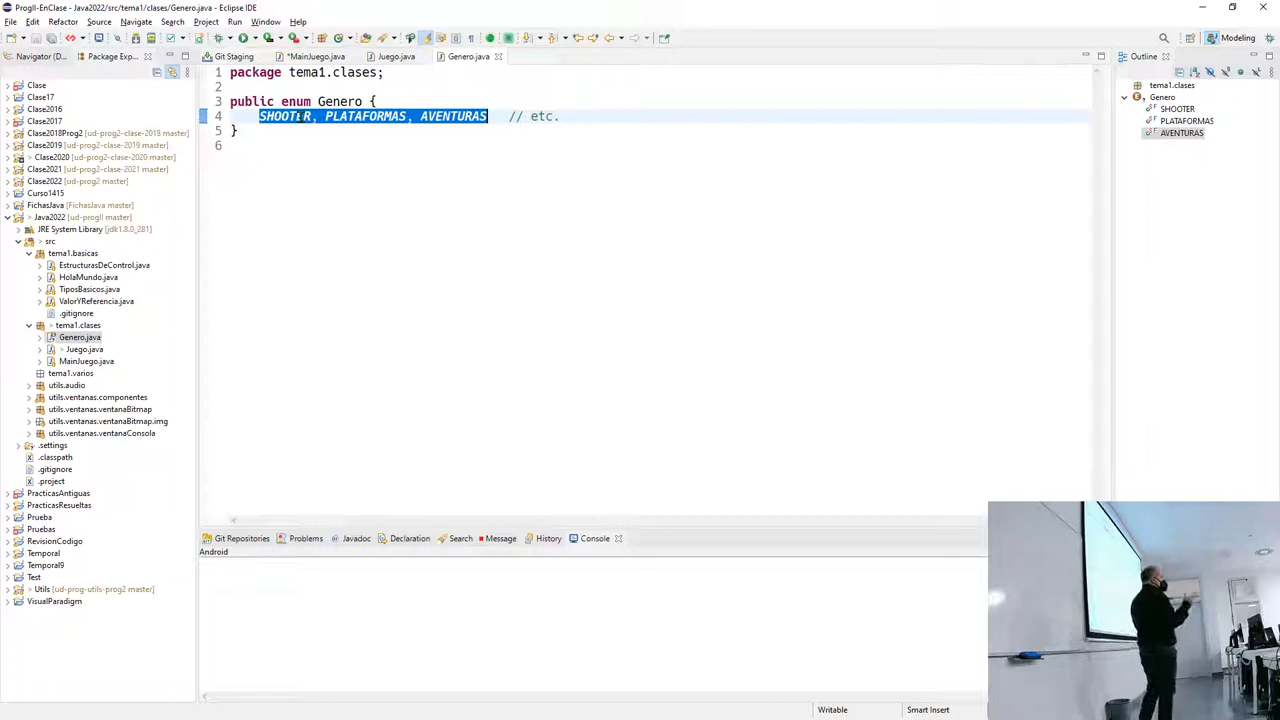 ProgII-EnClase - Java2022/src/tema1/clases/Genero.java - Eclipse IDE
File Edit Refactor Source Navigate Search Project Run Window Help
Modeling
Navigator (D...
Package Exp...
Git Staging
*MainJuego.java
Juego.java
Genero.java
Outline
1 package tema1.clases;
2
3 public enum Genero {
4 SHOOTER, PLATAFORMAS, AVENTURAS // etc.
5 }
6
Clase
Clase17
Clase2016
Clase2017
Clase2018Prog2 [ud-prog2-clase-2018 master]
Clase2019 [ud-prog2-clase-2019 master]
> Clase2020 [ud-prog2-clase-2020 master]
Clase2021 [ud-prog2-clase-2021 master]
Clase2022 [ud-prog2 master]
Curso1415
FichasJava [FichasJava master]
Java2022 [ud-progII master]
JRE System Library [jdk1.8.0_281]
> src
tema1.basicas
EstructurasDeControl.java
HolaMundo.java
TiposBasicos.java
ValorYReferencia.java
.gitignore
> tema1.clases
Genero.java
> Juego.java
MainJuego.java
tema1.varios
utils.audio
utils.ventanas.componentes
utils.ventanas.ventanaBitmap
utils.ventanas.ventanaBitmap.img
utils.ventanas.ventanaConsola
.settings
.classpath
.gitignore
.project
PracticasAntiguas
PracticasResueltas
Prueba
Pruebas
RevisionCodigo
Temporal
Temporal9
Test
> Utils [ud-prog-utils-prog2 master]
VisualParadigm
tema1.clases
Genero
SHOOTER
PLATAFORMAS
AVENTURAS
Git Repositories
Problems
Javadoc
Declaration
Search
Message
History
Console
Android
Writable
Smart Insert